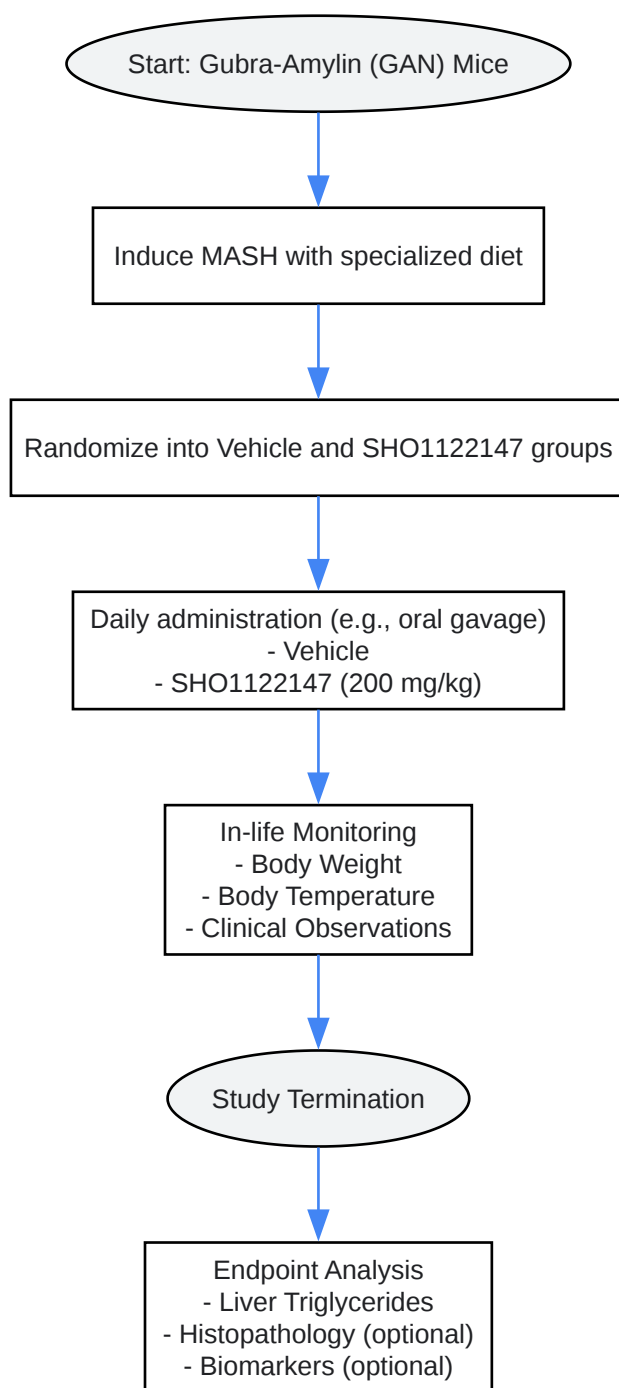 Start: Gubra-Amylin (GAN) Mice
Induce MASH with specialized diet
Randomize into Vehicle and SHO1122147 groups
Daily administration (e.g., oral gavage)
- Vehicle
- SHO1122147 (200 mg/kg)
In-life Monitoring
- Body Weight
- Body Temperature
- Clinical Observations
Study Termination
Endpoint Analysis
- Liver Triglycerides
- Histopathology (optional)
- Biomarkers (optional)